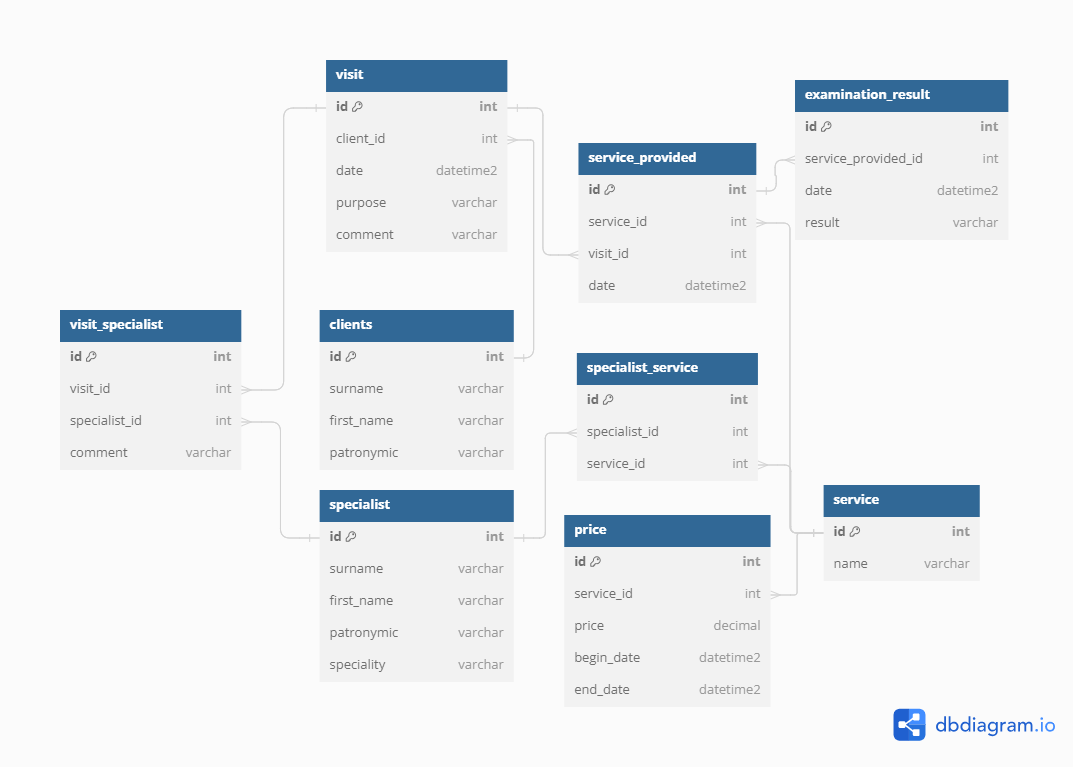 visit
id int
client_id int
date datetime2
purpose varchar
comment varchar
examination_result
id int
service_provided_id int
date datetime2
result varchar
service_provided
id int
service_id int
visit_id int
date datetime2
visit_specialist
id int
visit_id int
specialist_id int
comment varchar
clients
id int
surname varchar
first_name varchar
patronymic varchar
specialist_service
id int
specialist_id int
service_id int
specialist
id int
surname varchar
first_name varchar
patronymic varchar
speciality varchar
price
id int
service_id int
price decimal
begin_date datetime2
end_date datetime2
service
id int
name varchar
dbdiagram.io